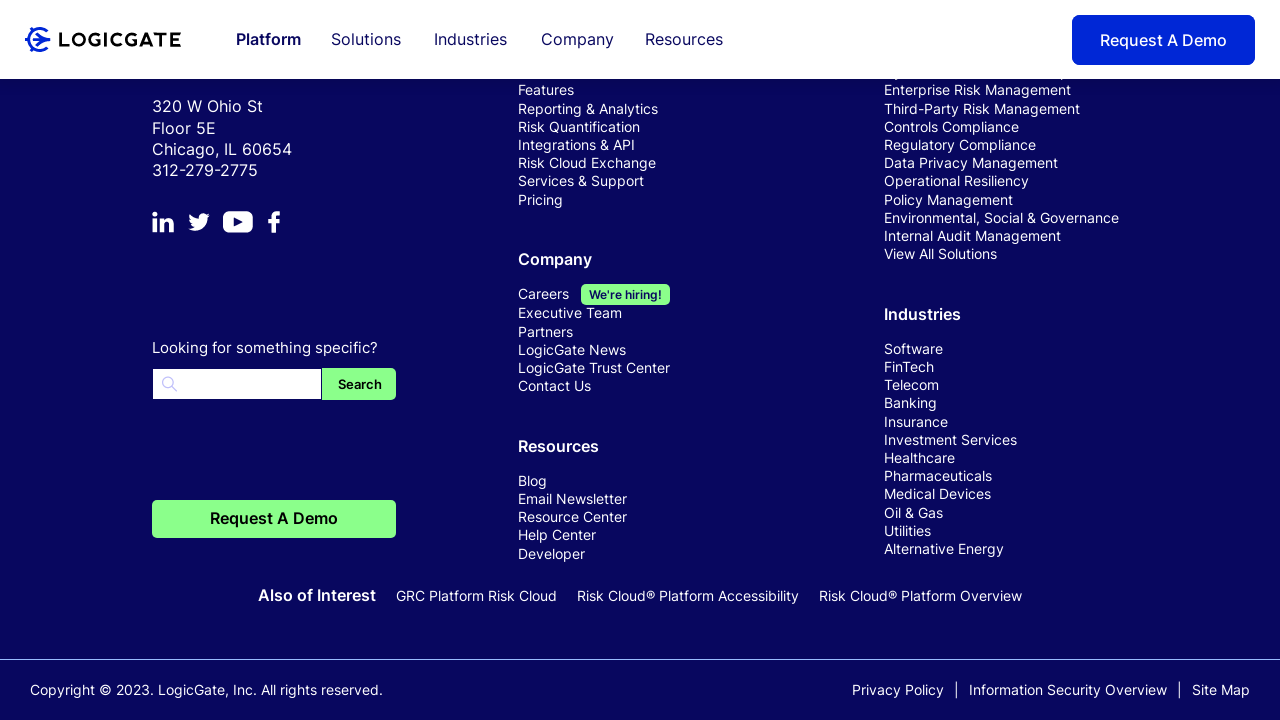 LOGICGATE
Platform
Solutions
Industries
Company
Resources
Request A Demo
320 W Ohio St
Floor 5E
Chicago, IL 60654
312-279-2775
Looking for something specific?
Search
Request A Demo
Features
Reporting & Analytics
Risk Quantification
Integrations & API
Risk Cloud Exchange
Services & Support
Pricing
Company
Careers We're hiring!
Executive Team
Partners
LogicGate News
LogicGate Trust Center
Contact Us
Resources
Blog
Email Newsletter
Resource Center
Help Center
Developer
Enterprise Risk Management
Third-Party Risk Management
Controls Compliance
Regulatory Compliance
Data Privacy Management
Operational Resiliency
Policy Management
Environmental, Social & Governance
Internal Audit Management
View All Solutions
Industries
Software
FinTech
Telecom
Banking
Insurance
Investment Services
Healthcare
Pharmaceuticals
Medical Devices
Oil & Gas
Utilities
Alternative Energy
Also of Interest GRC Platform Risk Cloud Risk Cloud® Platform Accessibility Risk Cloud® Platform Overview
Copyright © 2023. LogicGate, Inc. All rights reserved.
Privacy Policy | Information Security Overview | Site Map